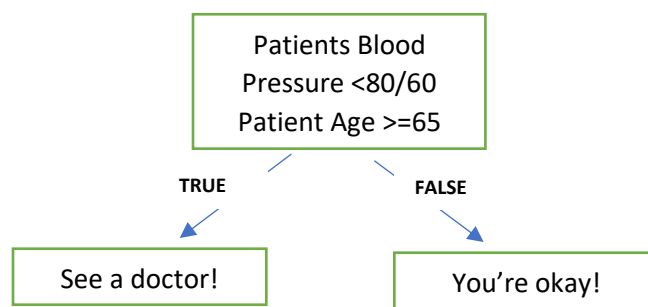 Patients Blood
Pressure <80/60
Patient Age >=65
TRUE
FALSE
See a doctor!
You’re okay!